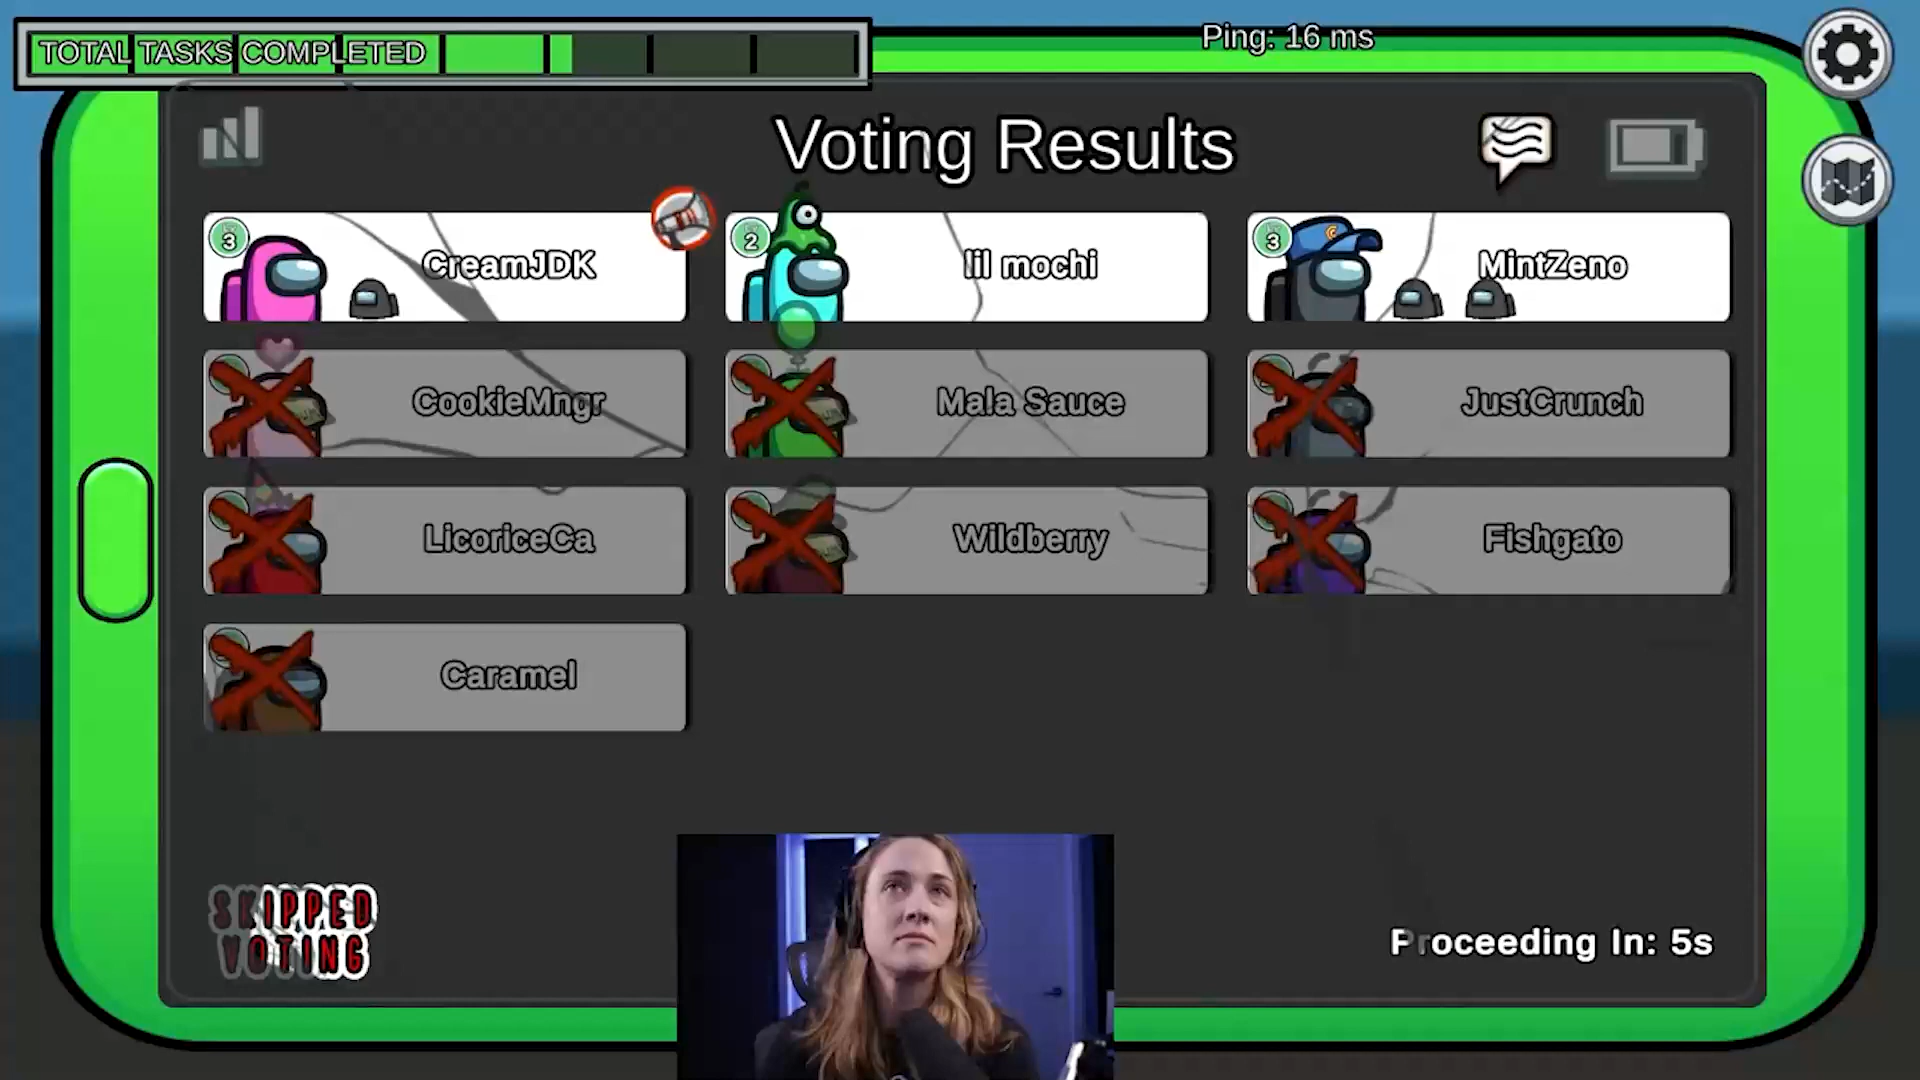 TOTAL TASKS COMPLETED
Ping: 16 ms
Voting Results
3
CreamJDK
2
lil mochi
3
MintZeno
CookieMngr
Mala Sauce
JustCrunch
LicoriceCa
Wildberry
Fishgato
Caramel
SKIPPED
VOTING
Proceeding In: 5s